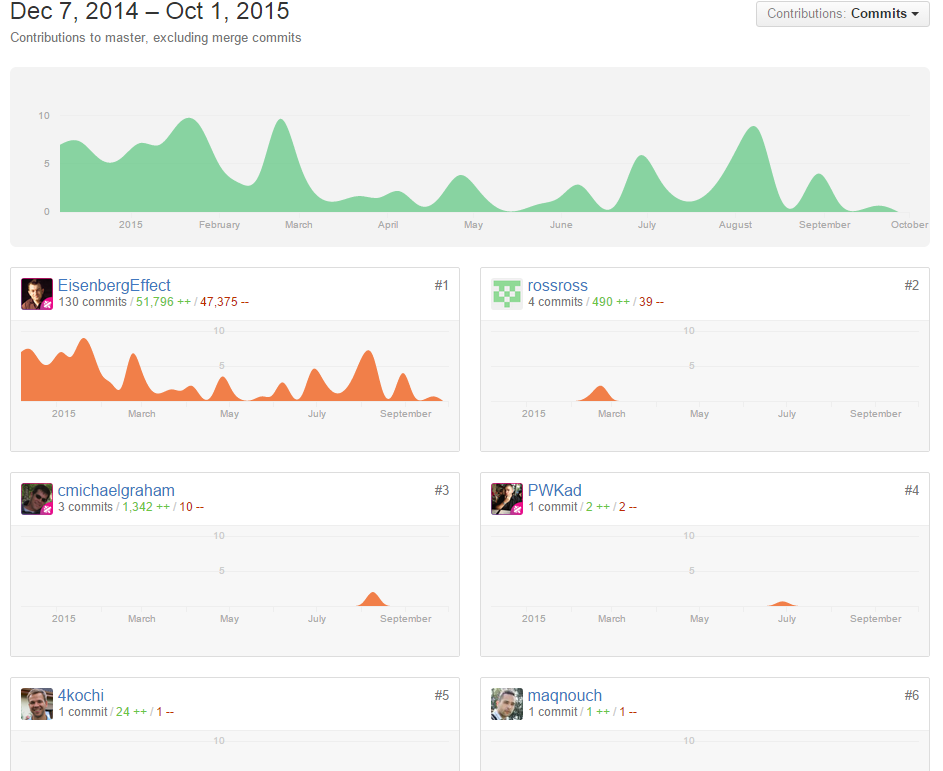 Dec 7, 2014 – Oct 1, 2015
Contributions: Commits
Contributions to master, excluding merge commits
10
5
0
2015 February March April May June July August September October
EisenbergEffect #1
130 commits / 51,796 ++ / 47,375 --
10
5
2015 March May July September
rossross #2
4 commits / 490 ++ / 39 --
10
5
2015 March May July September
cmichaelgraham #3
3 commits / 1,342 ++ / 10 --
10
5
2015 March May July September
PWKad #4
1 commit / 2 ++ / 2 --
10
5
2015 March May July September
4kochi #5
1 commit / 24 ++ / 1 --
10
maqnouch #6
1 commit / 1 ++ / 1 --
10